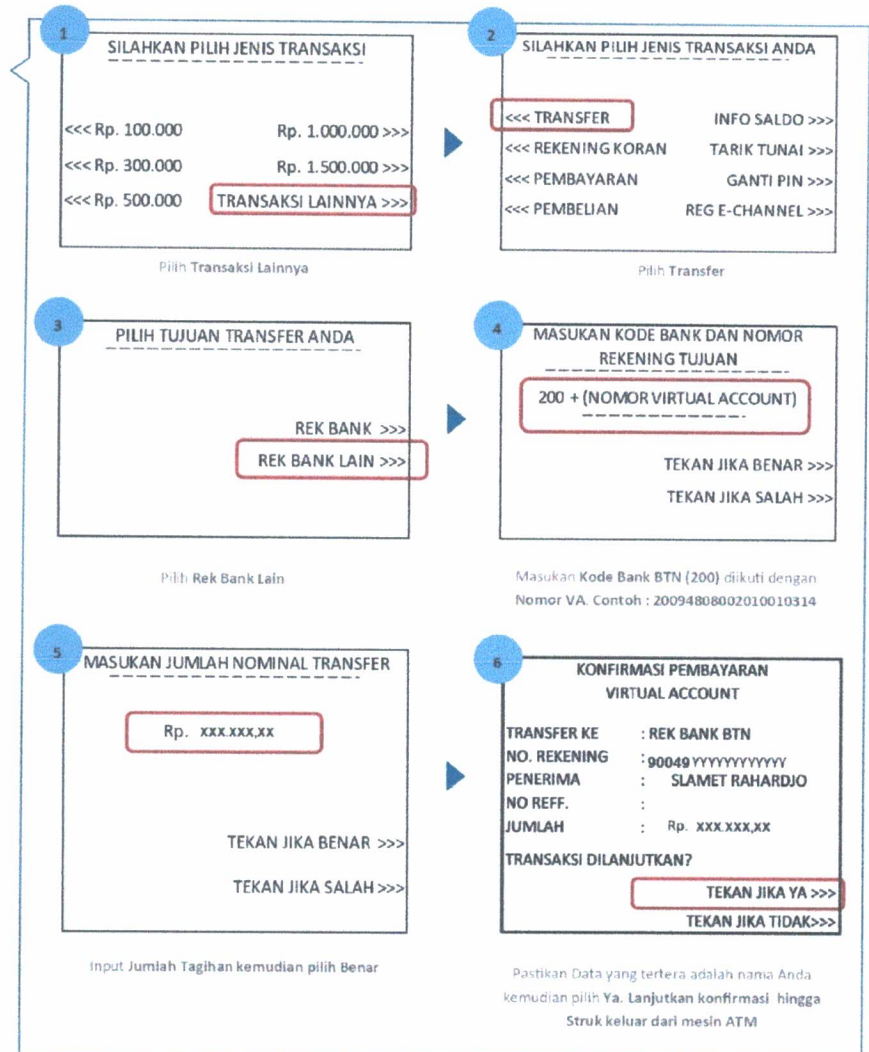 1
SILAHKAN PILIH JENIS TRANSAKSI
<<< Rp. 100.000 Rp. 1.000.000 >>>
<<< Rp. 300.000 Rp. 1.500.000 >>>
<<< Rp. 500.000 TRANSAKSI LAINNYA >>>
Pilih Transaksi Lainnya
2
SILAHKAN PILIH JENIS TRANSAKSI ANDA
<<< TRANSFER INFO SALDO >>>
<<< REKENING KORAN TARIK TUNAI >>>
<<< PEMBAYARAN GANTI PIN >>>
<<< PEMBELIAN REG E-CHANNEL >>>
Pilih Transfer
3
PILIH TUJUAN TRANSFER ANDA
REK BANK >>>
REK BANK LAIN >>>
Pilih Rek Bank Lain
4
MASUKAN KODE BANK DAN NOMOR
REKENING TUJUAN
200 + (NOMOR VIRTUAL ACCOUNT)
TEKAN JIKA BENAR >>>
TEKAN JIKA SALAH >>>
Masukan Kode Bank BTN (200) diikuti dengan
Nomor VA. Contoh : 20094808002010010314
5
MASUKAN JUMLAH NOMINAL TRANSFER
Rp. xxx.xxx,xx
TEKAN JIKA BENAR >>>
TEKAN JIKA SALAH >>>
Input Jumlah Tagihan kemudian pilih Benar
6
KONFIRMASI PEMBAYARAN
VIRTUAL ACCOUNT
TRANSFER KE : REK BANK BTN
NO. REKENING : 90049YYYYYYYYYYYY
PENERIMA : SLAMET RAHARDJO
NO REFF. :
JUMLAH : Rp. xxx.xxx,xx
TRANSAKSI DILANJUTKAN?
TEKAN JIKA YA >>>
TEKAN JIKA TIDAK>>>
Pastikan Data yang tertera adalah nama Anda
kemudian pilih Ya. Lanjutkan konfirmasi hingga
Struk keluar dari mesin ATM